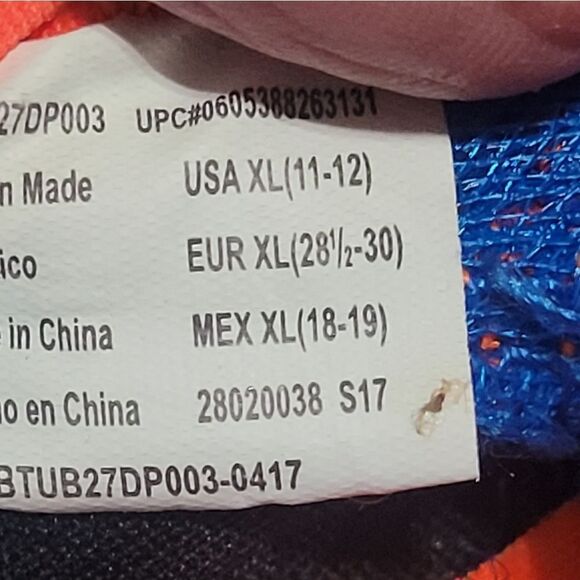 27DP003 UPC#0605388263131
n Made USA XL(11-12)
ico EUR XL(28½-30)
in China MEX XL(18-19)
o en China 28020038 S17
BTUB27DP003-0417